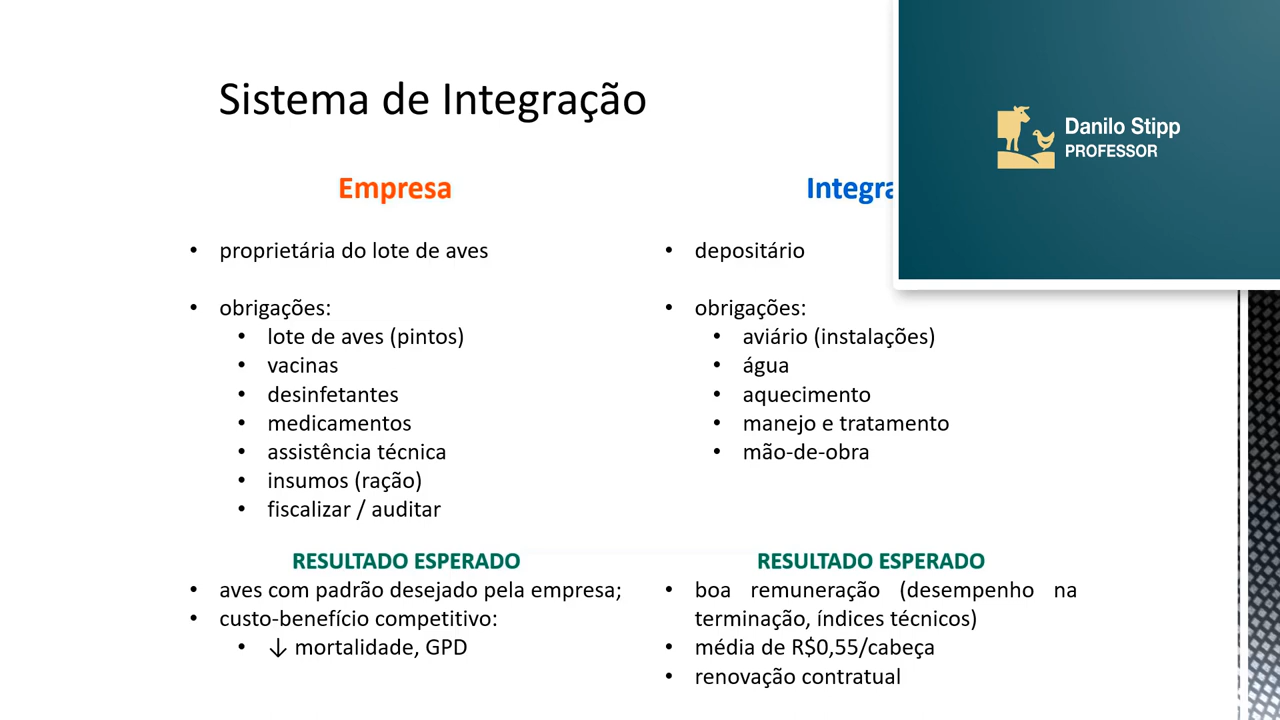 Sistema de Integração
Danilo Stipp
PROFESSOR
Empresa
• proprietária do lote de aves
• obrigações:
• lote de aves (pintos)
• vacinas
• desinfetantes
• medicamentos
• assistência técnica
• insumos (ração)
• fiscalizar / auditar
RESULTADO ESPERADO
• aves com padrão desejado pela empresa;
• custo-benefício competitivo:
• ↓ mortalidade, GPD
• depositário
• obrigações:
• aviário (instalações)
• água
• aquecimento
• manejo e tratamento
• mão-de-obra
RESULTADO ESPERADO
• boa remuneração (desempenho na
terminação, índices técnicos)
• média de R$0,55/cabeça
• renovação contratual